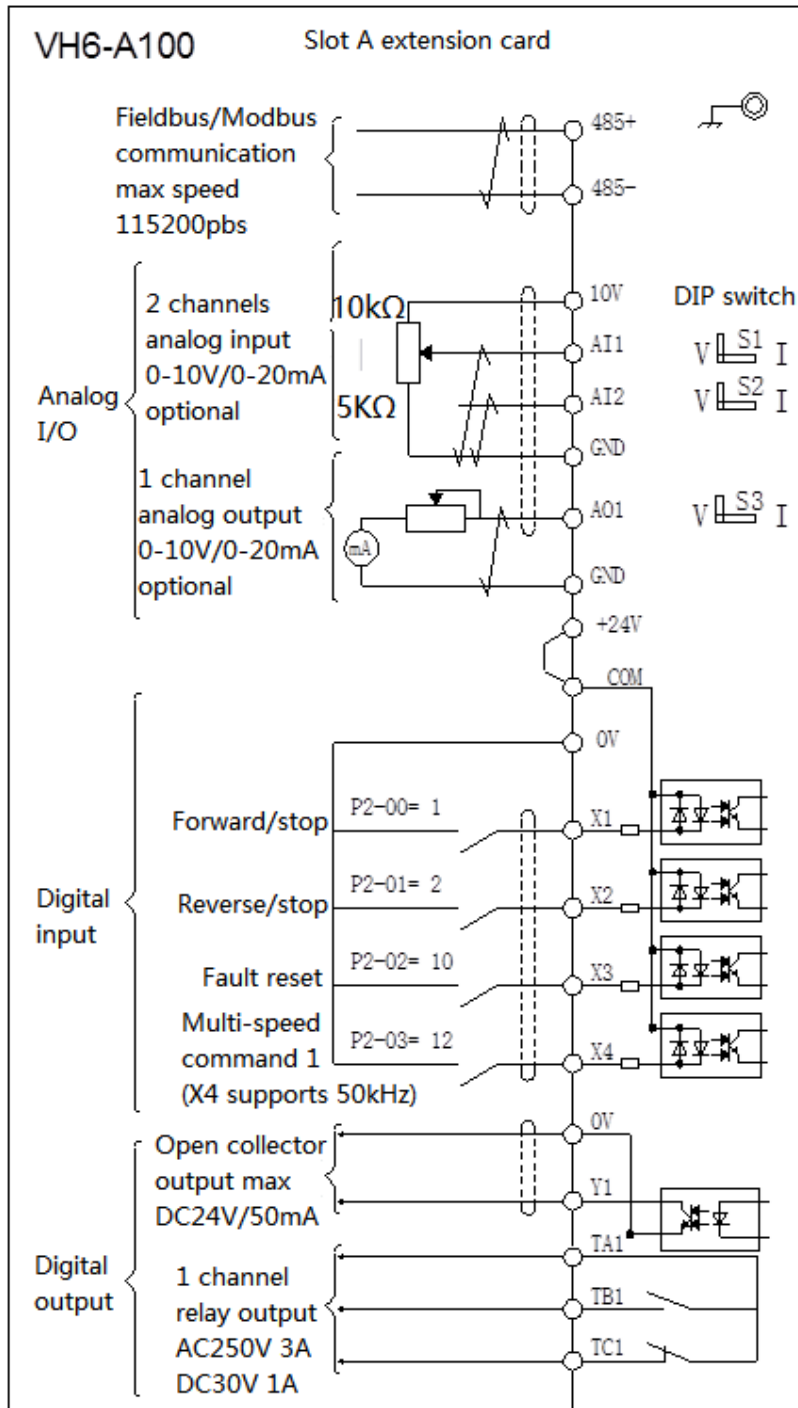 VH6-A100
Slot A extension card
Fieldbus/Modbus
communication
max speed
115200pbs
485+
485-
Analog
I/O
2 channels
analog input
0-10V/0-20mA
optional
10kΩ
5KΩ
10V
AI1
AI2
GND
DIP switch
V S1 I
V S2 I
1 channel
analog output
0-10V/0-20mA
optional
mA
AO1
GND
V S3 I
+24V
COM
0V
Digital
input
Forward/stop
P2-00= 1
X1
Reverse/stop
P2-01= 2
X2
Fault reset
P2-02= 10
X3
Multi-speed
command 1
(X4 supports 50kHz)
P2-03= 12
X4
Digital
output
Open collector
output max
DC24V/50mA
0V
Y1
1 channel
relay output
AC250V 3A
DC30V 1A
TA1
TB1
TC1